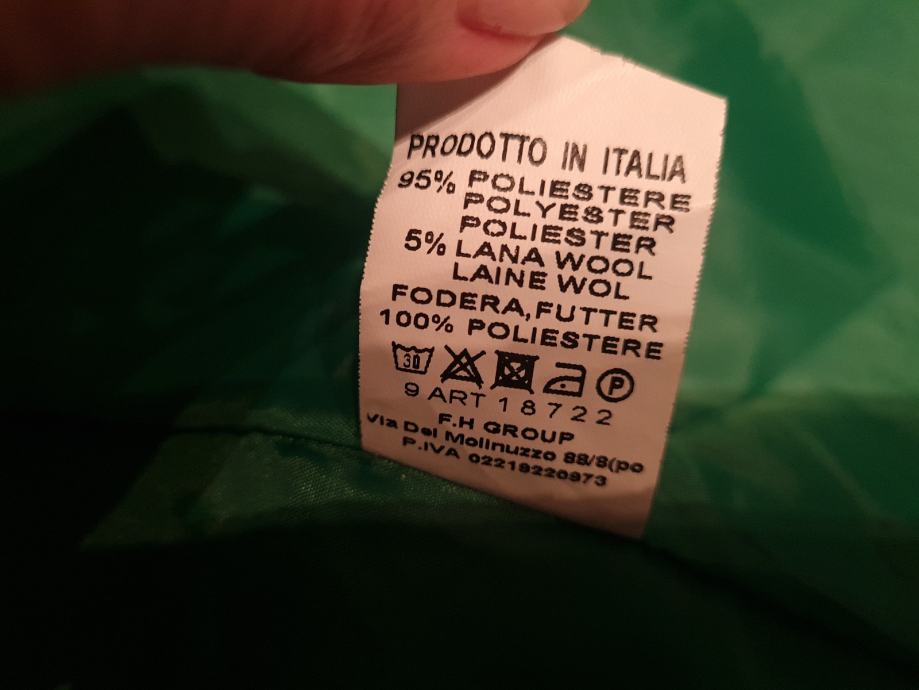 PRODOTTO IN ITALIA
95% POLIESTERE
POLYESTER
POLIESTER
5% LANA WOOL
LAINE WOL
FODERA,FUTTER
100% POLIESTERE
30 P
9 ART 18722
F.H GROUP
Via Del Molinuzzo 88/8(po
P.IVA 02219220973